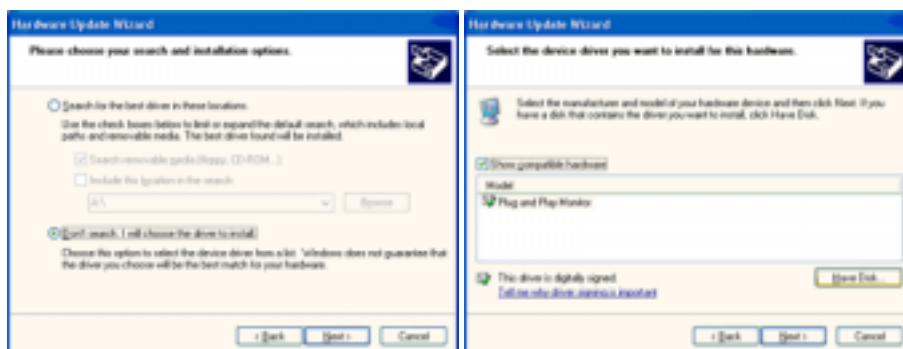 Hardware Update Wizard
Please choose your search and installation options.
Search for the best driver in these locations.
Use the check boxes below to limit or expand the default search, which includes local
paths and removable media. The best driver found will be installed.
Search removable media (floppy, CD-ROM...)
Include this location in the search:
A:\
Browse
Don't search. I will choose the driver to install.
Choose this option to select the device driver from a list. Windows does not guarantee that
the driver you choose will be the best match for your hardware.
< Back
Next >
Cancel
Hardware Update Wizard
Select the device driver you want to install for this hardware.
Select the manufacturer and model of your hardware device and then click Next. If you
have a disk that contains the driver you want to install, click Have Disk.
Show compatible hardware
Model
Plug and Play Monitor
This driver is digitally signed.
Tell me why driver signing is important
Have Disk...
< Back
Next >
Cancel